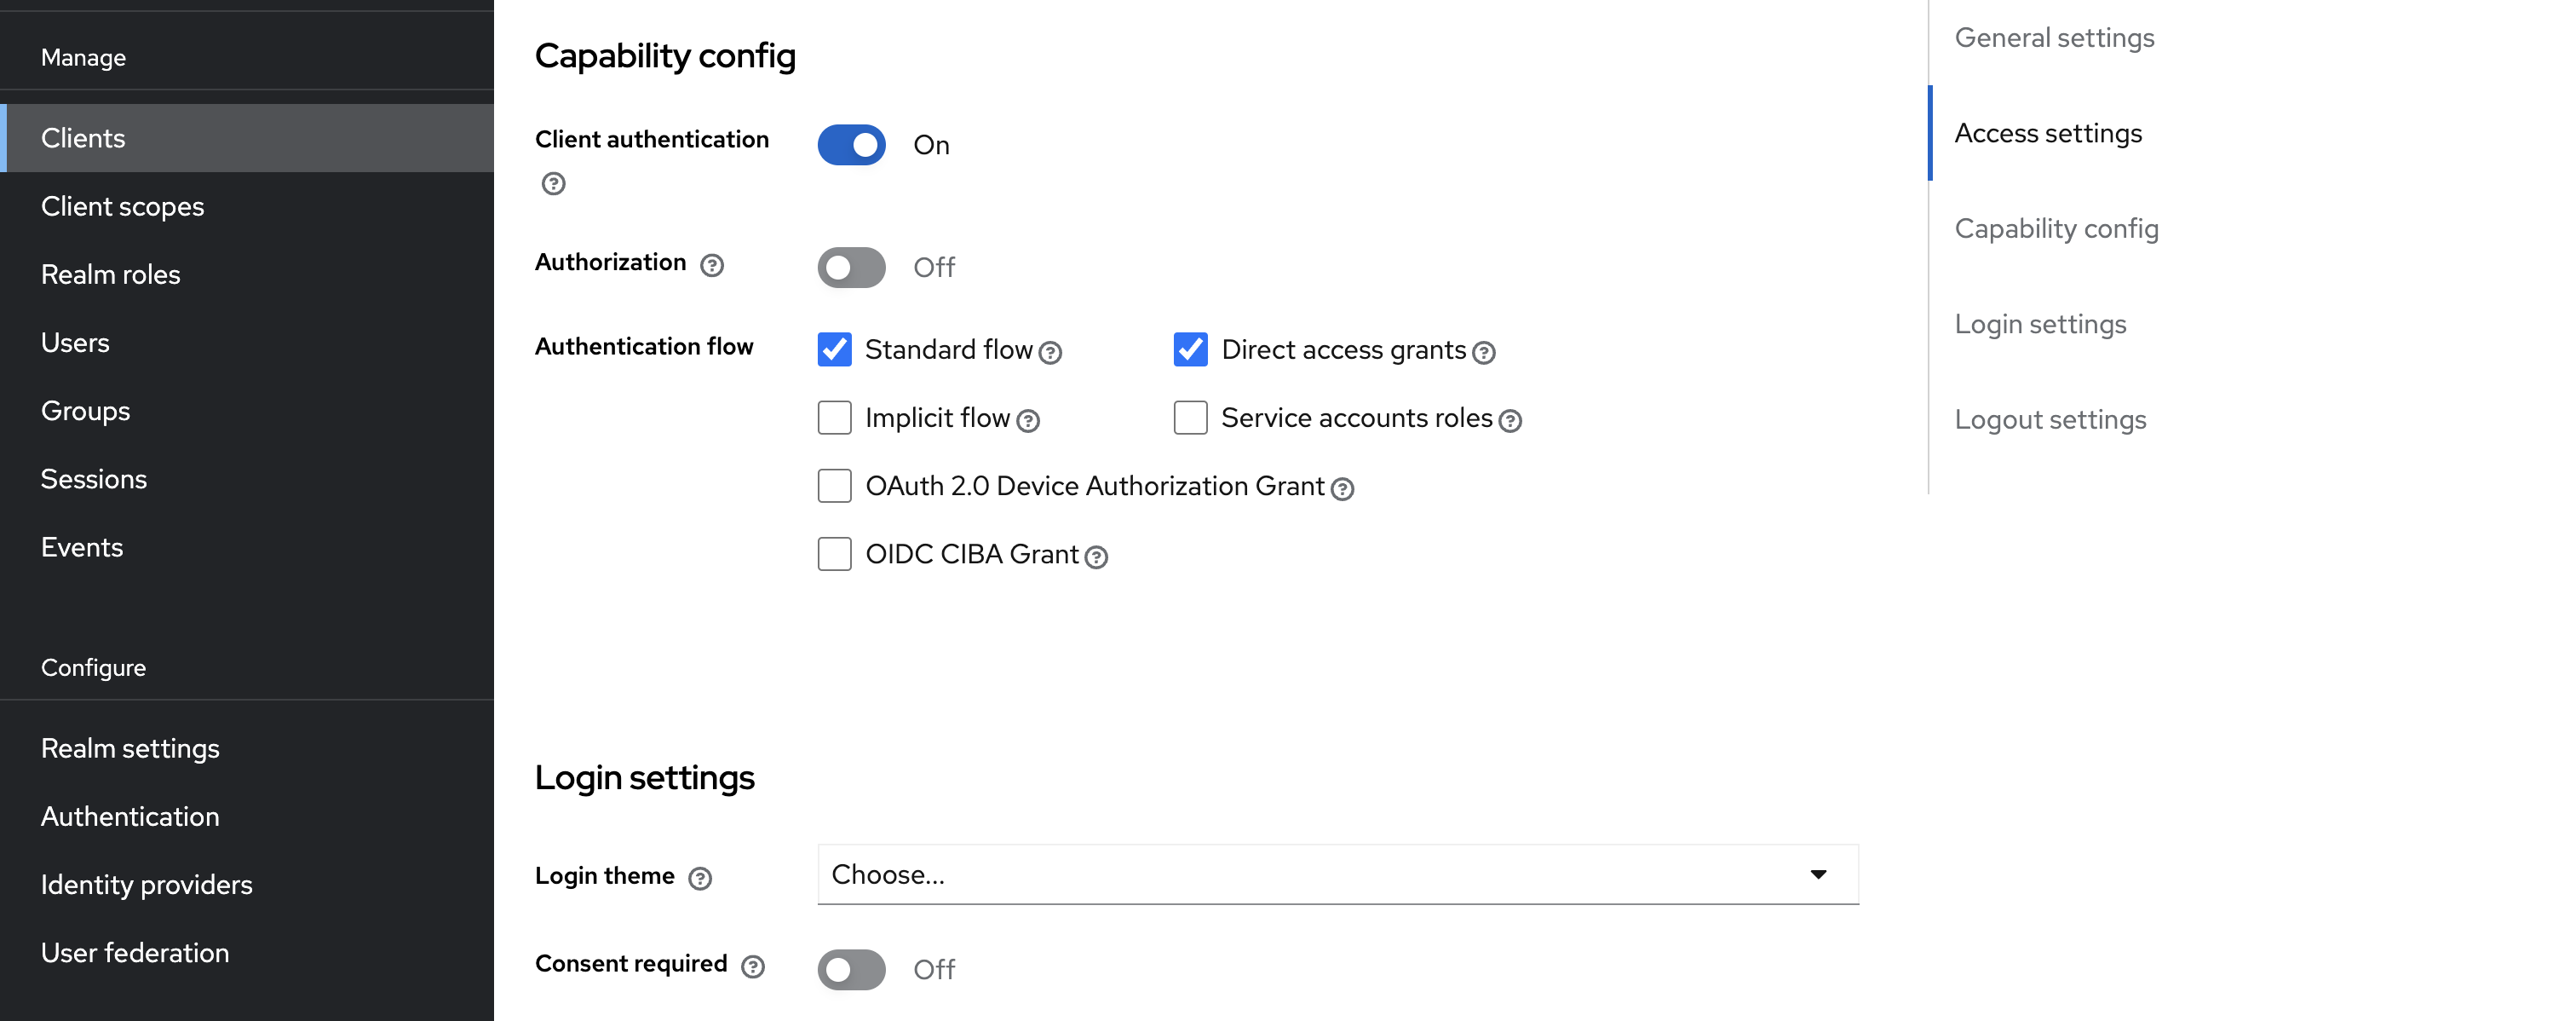 Manage
Clients
Client scopes
Realm roles
Users
Groups
Sessions
Events
Configure
Realm settings
Authentication
Identity providers
User federation
Capability config
Client authentication
On
Authorization
Off
Authentication flow
Standard flow
Direct access grants
Implicit flow
Service accounts roles
OAuth 2.0 Device Authorization Grant
OIDC CIBA Grant
Login settings
Login theme
Choose...
Consent required
Off
General settings
Access settings
Capability config
Login settings
Logout settings